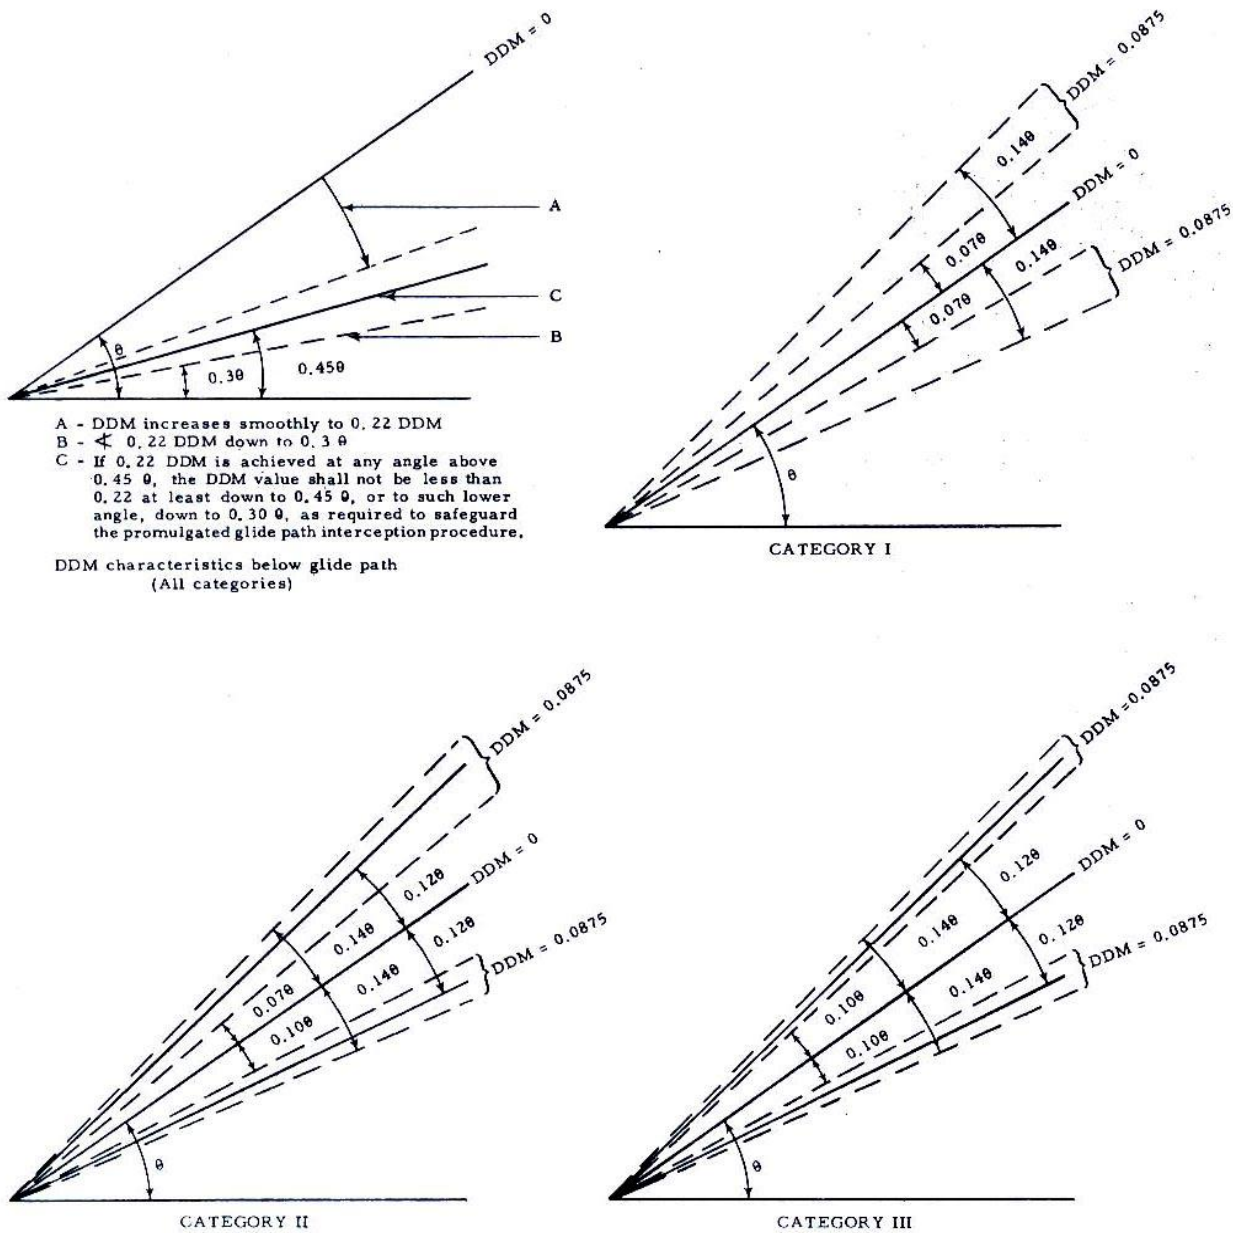 DDM = 0
A
C
B
θ
0.3θ
0.45θ
A - DDM increases smoothly to 0.22 DDM
B - ≮ 0.22 DDM down to 0.3 θ
C - If 0.22 DDM is achieved at any angle above
0.45 θ, the DDM value shall not be less than
0.22 at least down to 0.45 θ, or to such lower
angle, down to 0.30 θ, as required to safeguard
the promulgated glide path interception procedure.
DDM characteristics below glide path
(All categories)
DDM = 0.0875
0.14θ
DDM = 0
0.07θ
0.14θ
DDM = 0.0875
0.07θ
θ
CATEGORY I
DDM = 0.0875
DDM = 0
0.12θ
0.14θ
0.12θ
DDM = 0.0875
0.07θ
0.14θ
0.10θ
θ
CATEGORY II
DDM =0.0875
DDM = 0
0.12θ
0.14θ
0.12θ
DDM = 0.0875
0.10θ
0.14θ
0.10θ
θ
CATEGORY III